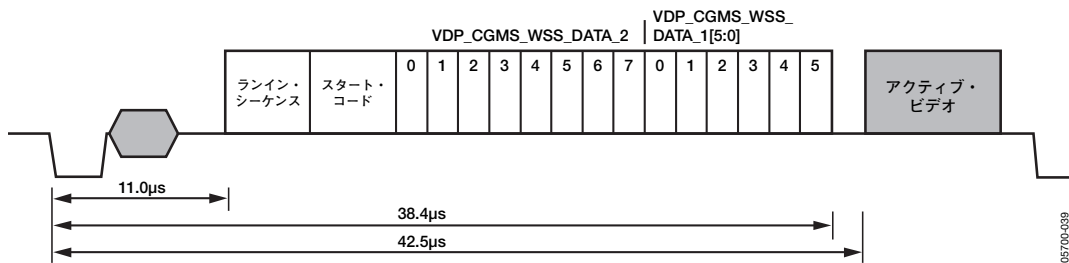 VDP_CGMS_WSS_
VDP_CGMS_WSS_DATA_2
DATA_1[5:0]
ランイン・
シーケンス
スタート・
コード
0 1 2 3 4 5 6 7 0 1 2 3 4 5
アクティブ・
ビデオ
11.0µs
38.4µs
42.5µs
05700-039